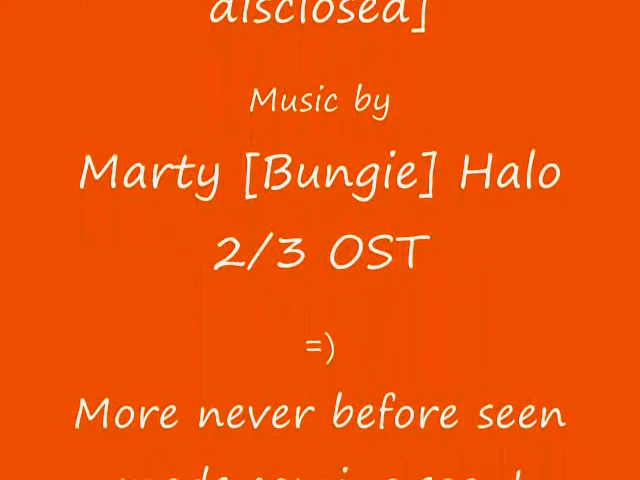 disclosed]
Music by
Marty [Bungie] Halo
2/3 OST
=)
More never before seen